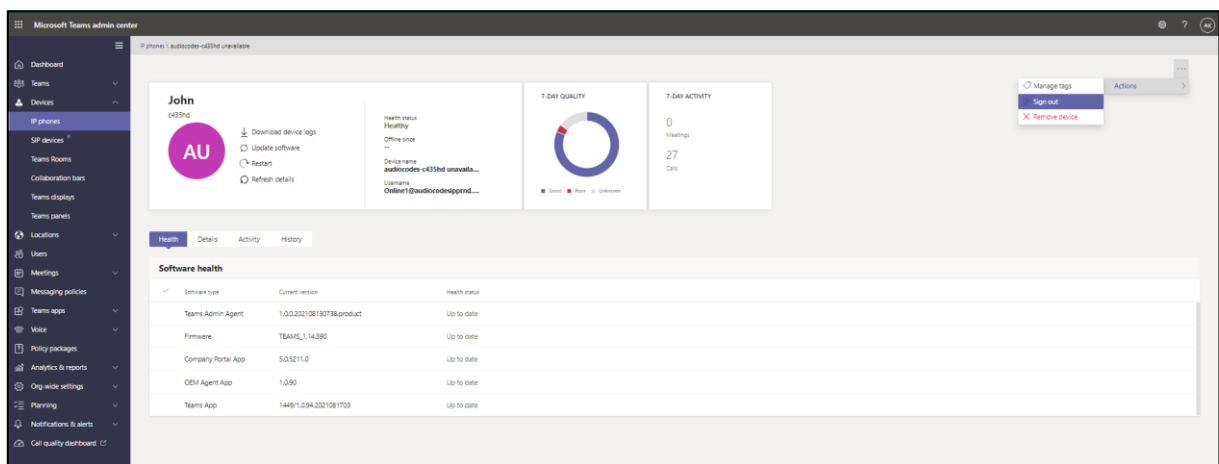 Microsoft Teams admin center
? AK
IP phones \ audiocodes-c435hd unavailable
Dashboard
Teams
Devices
IP phones
SIP devices
Teams Rooms
Collaboration bars
Teams displays
Teams panels
Locations
Users
Meetings
Messaging policies
Teams apps
Voice
Policy packages
Analytics & reports
Org-wide settings
Planning
Notifications & alerts
Call quality dashboard
...
Manage tags
Sign out
Remove device
Actions
John
c435hd
AU
Download device logs
Update software
Restart
Refresh details
Health status
Healthy
Offline since
--
Device name
audiocodes-c435hd unavaila...
Username
Online1@audiocodesipprnd....
7-DAY QUALITY
Good Poor Unknown
7-DAY ACTIVITY
0
Meetings
27
Calls
Health Details Activity History
Software health
Software type Current version Health status
Teams Admin Agent 1.0.0.202108130738.product Up to date
Firmware TEAMS_1.14.390 Up to date
Company Portal App 5.0.5211.0 Up to date
OEM Agent App 1.0.90 Up to date
Teams App 1449/1.0.94.2021081703 Up to date